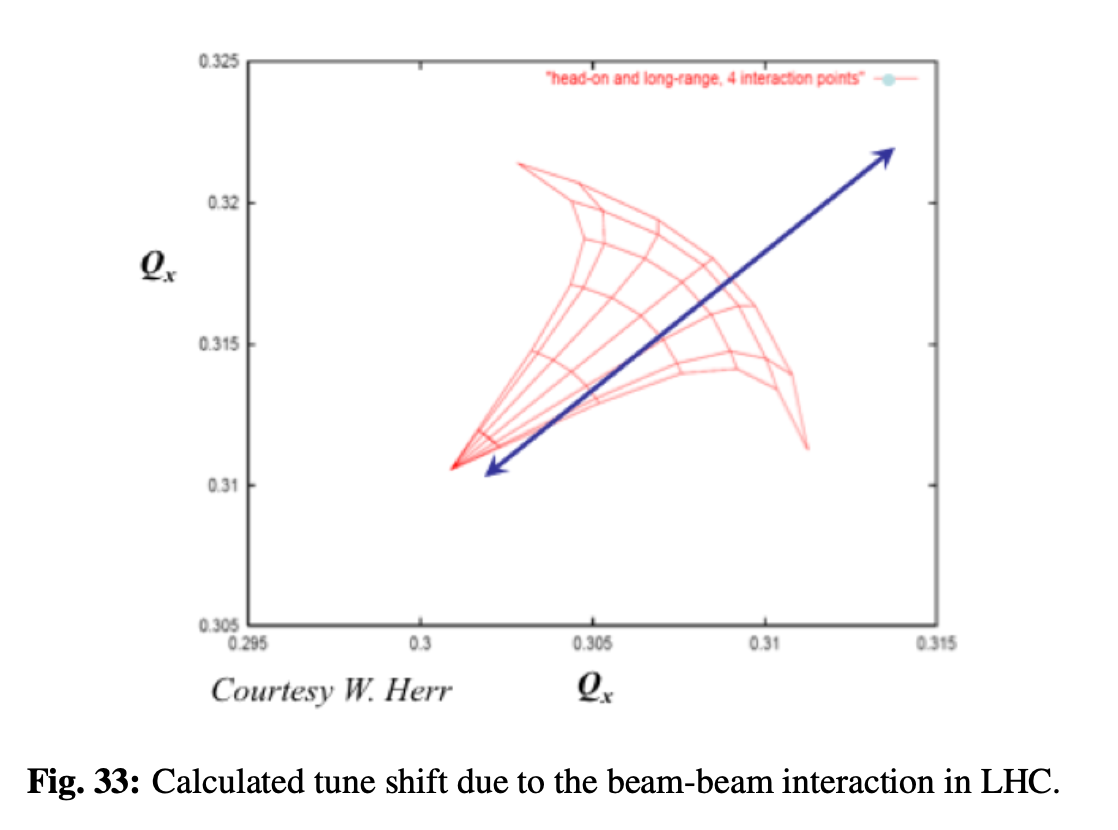 0.325
"head-on and long-range, 4 interaction points"
0.32
Qx
0.315
0.31
0.305
0.295 0.3 0.305 0.31 0.315
Courtesy W. Herr Qx
Fig. 33: Calculated tune shift due to the beam-beam interaction in LHC.